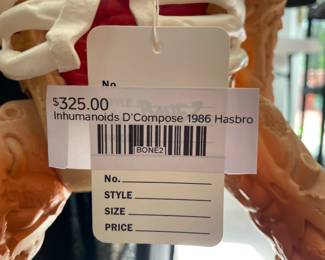 No.
$325.00
Inhumanoids D'Compose 1986 Hasbro
BONE2
No.
STYLE
SIZE
PRICE